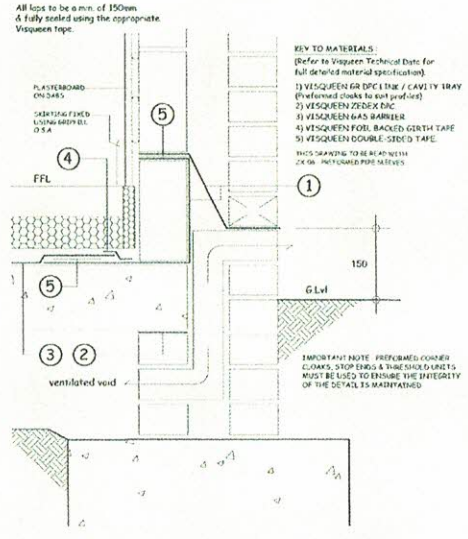 All laps to be a min. of 150mm
& fully sealed using the appropriate
Visqueen tape.
KEY TO MATERIALS :
(Refer to Visqueen Technical Data for
full detailed material specification).
1) VISQUEEN GR DPC LINK / CAVITY TRAY
(Preformed cloaks to suit profiles)
2) VISQUEEN ZEDEX DPC
3) VISQUEEN GAS BARRIER
4) VISQUEEN FOIL BACKED GIRTH TAPE
5) VISQUEEN DOUBLE-SIDED TAPE
THIS DRAWING TO BE READ WITH
PREFORMED PIPE SLEEVES
PLASTERBOARD
ON DABS
SKIRTING FIXED
USING GRIPFILL
O.S.A
5
4
FFL
1
150
G.Lvl
5
3 2
ventilated void
IMPORTANT NOTE: PREFORMED CORNER
CLOAKS, STOP ENDS & THRESHOLD UNITS
MUST BE USED TO ENSURE THE INTEGRITY
OF THE DETAIL IS MAINTAINED